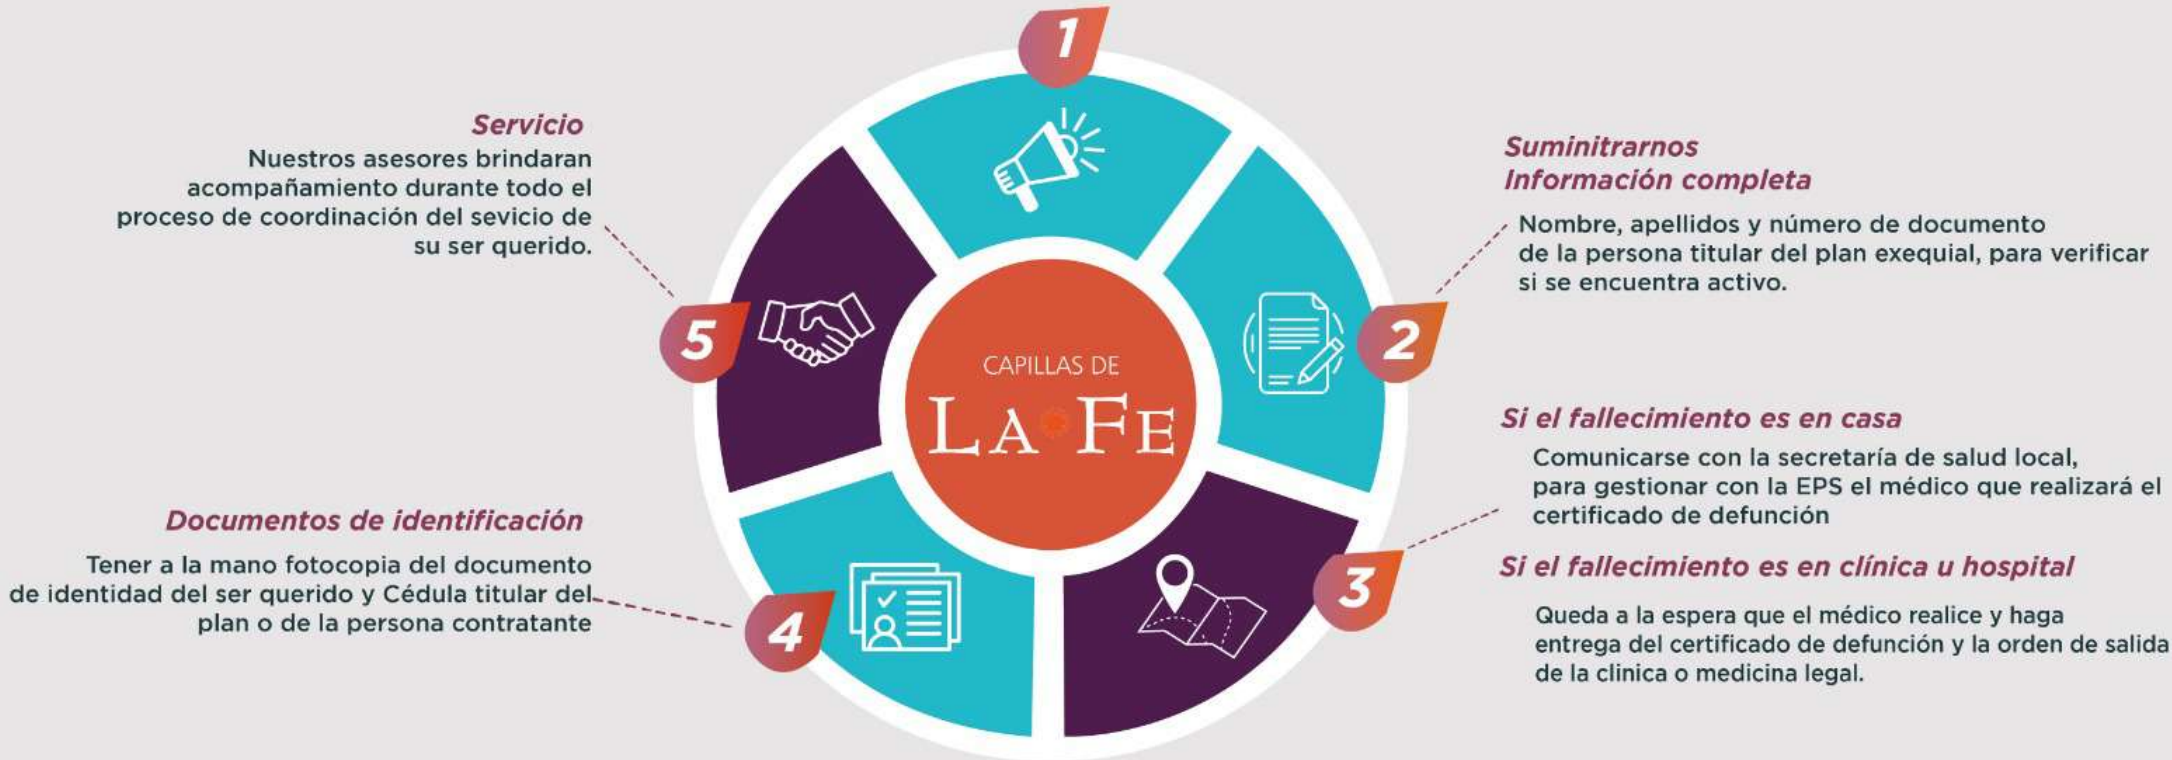 1
Suminitrarnos
Información completa
Nombre, apellidos y número de documento
de la persona titular del plan exequial, para verificar
si se encuentra activo.
2
Si el fallecimiento es en casa
Comunicarse con la secretaría de salud local,
para gestionar con la EPS el médico que realizará el
certificado de defunción
Si el fallecimiento es en clínica u hospital
Queda a la espera que el médico realice y haga
entrega del certificado de defunción y la orden de salida
de la clinica o medicina legal.
3
Documentos de identificación
Tener a la mano fotocopia del documento
de identidad del ser querido y Cédula titular del
plan o de la persona contratante
4
Servicio
Nuestros asesores brindaran
acompañamiento durante todo el
proceso de coordinación del sevicio de
su ser querido.
5
CAPILLAS DE
LA FE